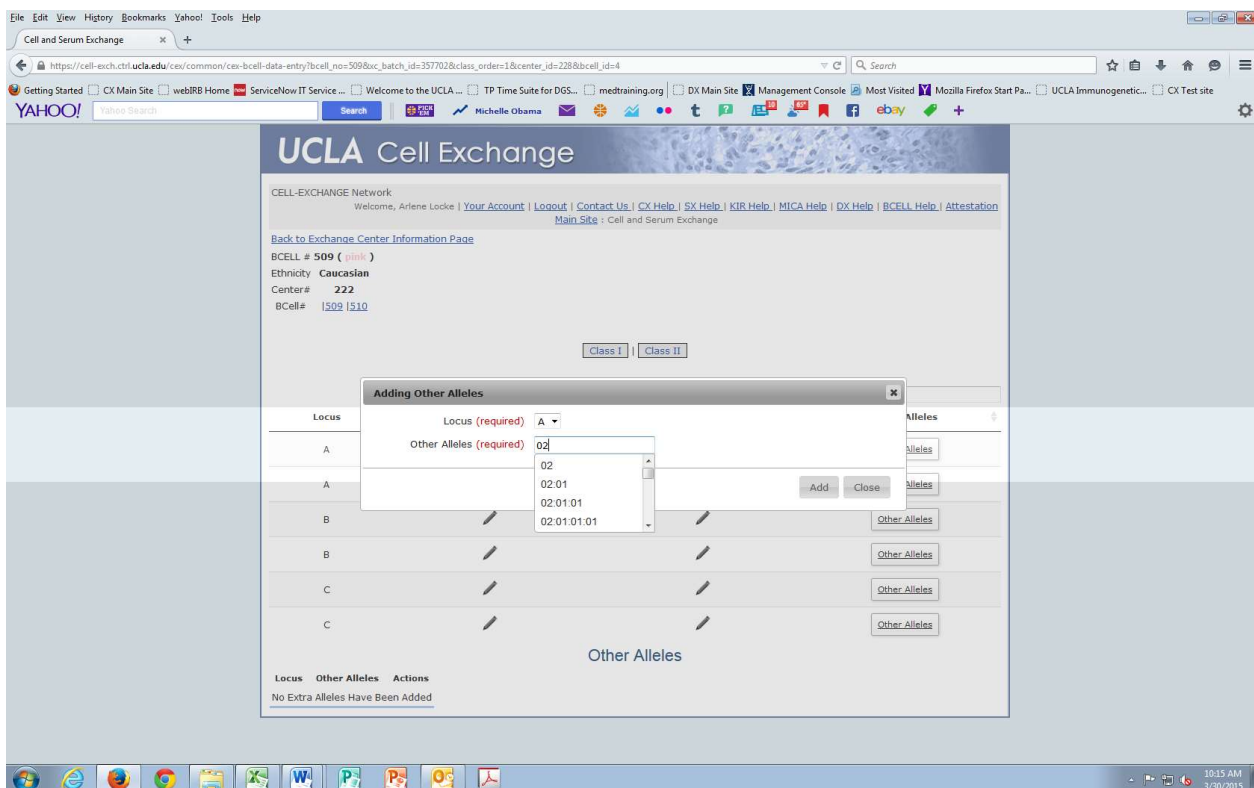 File Edit View History Bookmarks Yahoo! Tools Help
Cell and Serum Exchange × +
https://cell-exch.ctrl.ucla.edu/cex/common/cex-bcell-data-entry?bcell_no=509&xc_batch_id=357702&class_order=1&center_id=228&bcell_id=4 Search
Getting Started CX Main Site webIRB Home ServiceNow IT Service ... Welcome to the UCLA ... TP Time Suite for DGS... medtraining.org DX Main Site Management Console Most Visited Mozilla Firefox Start Pa... UCLA Immunogenetic... CX Test site
YAHOO! Yahoo Search Search PICK'EM Michelle Obama ebay +
UCLA Cell Exchange
CELL-EXCHANGE Network
Welcome, Arlene Locke | Your Account | Logout | Contact Us | CX Help | SX Help | KIR Help | MICA Help | DX Help | BCELL Help | Attestation
Main Site : Cell and Serum Exchange
Back to Exchange Center Information Page
BCELL # 509 ( pink )
Ethnicity Caucasian
Center# 222
BCell# |509 |510
Class I | Class II
Adding Other Alleles
Locus Locus (required) A Alleles
Other Alleles (required) 02
A Alleles
02
02:01
A Add Close Alleles
02:01:01
02:01:01:01
B Other Alleles
B Other Alleles
C Other Alleles
C Other Alleles
Other Alleles
Locus Other Alleles Actions
No Extra Alleles Have Been Added
10:15 AM
3/30/2015